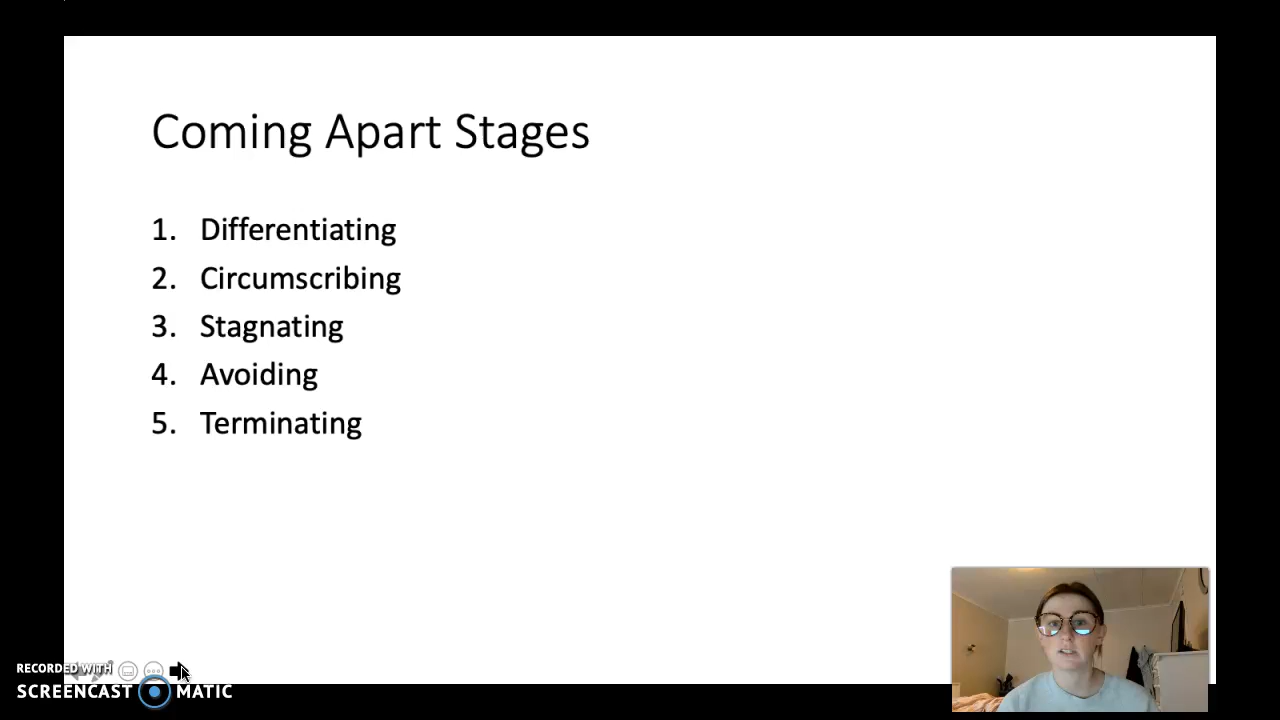 Coming Apart Stages
1. Differentiating
2. Circumscribing
3. Stagnating
4. Avoiding
5. Terminating
RECORDED WITH
SCREENCAST MATIC